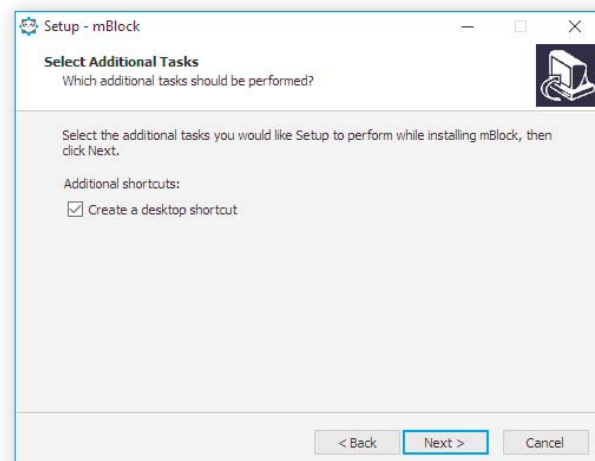 Setup - mBlock
Select Additional Tasks
Which additional tasks should be performed?
Select the additional tasks you would like Setup to perform while installing mBlock, then
click Next.
Additional shortcuts:
Create a desktop shortcut
< Back Next > Cancel